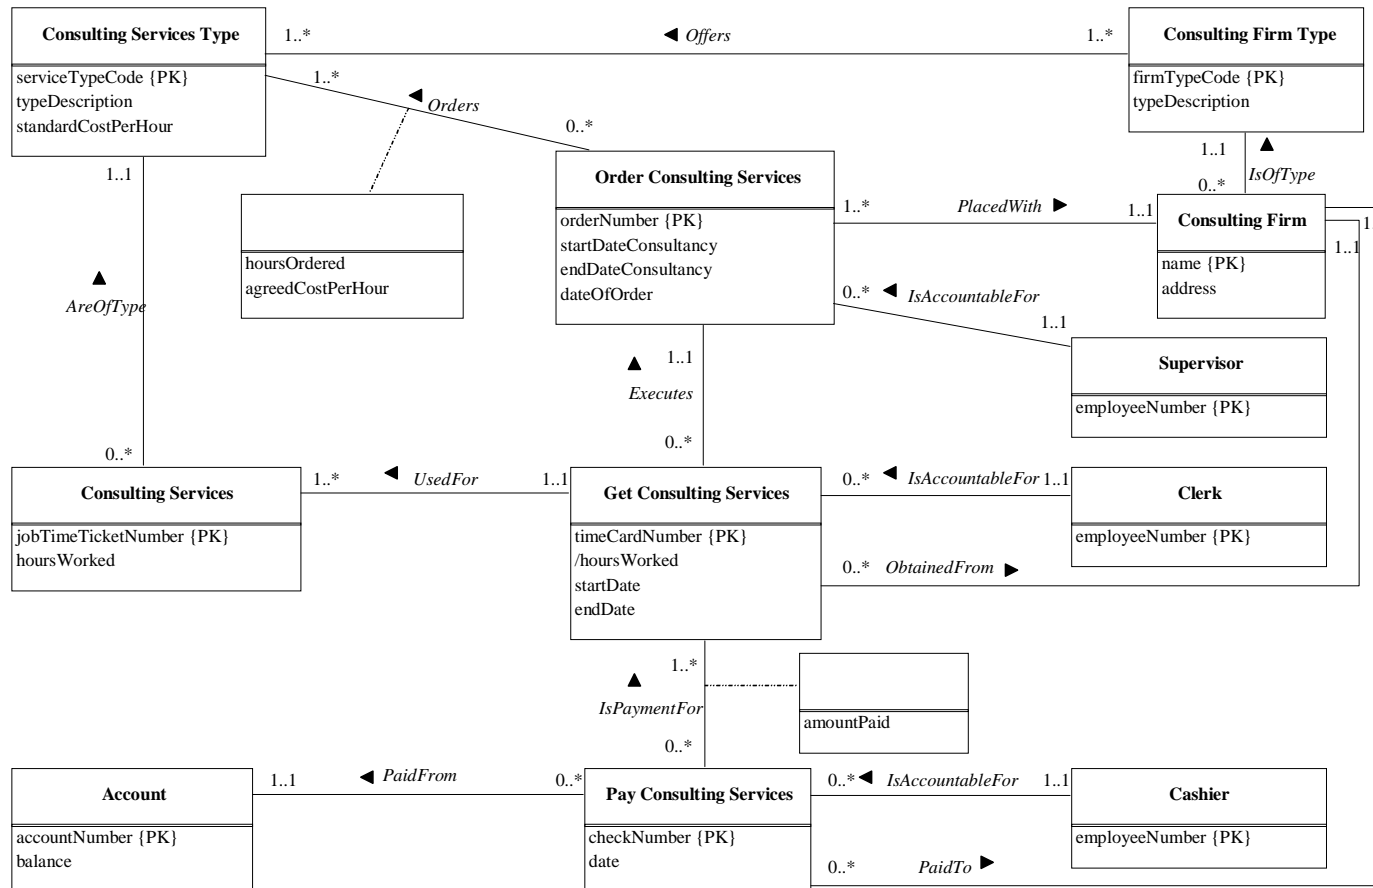 Consulting Services Type
serviceTypeCode {PK}
typeDescription
standardCostPerHour
1..*
◄ Offers
1..*
Consulting Firm Type
firmTypeCode {PK}
typeDescription
1..*
◄ Orders
0..*
1..1
▲
IsOfType
0..*
1..1
Order Consulting Services
orderNumber {PK}
startDateConsultancy
endDateConsultancy
dateOfOrder
1..*
PlacedWith ►
1..1
Consulting Firm
name {PK}
address
1
1..1
hoursOrdered
agreedCostPerHour
▲
AreOfType
0..*
◄ IsAccountableFor
1..1
Supervisor
employeeNumber {PK}
1..1
▲
Executes
0..*
0..*
Consulting Services
jobTimeTicketNumber {PK}
hoursWorked
1..*
◄ UsedFor
1..1
Get Consulting Services
timeCardNumber {PK}
/hoursWorked
startDate
endDate
0..*
◄ IsAccountableFor
1..1
Clerk
employeeNumber {PK}
0..*
ObtainedFrom ►
1..*
▲
IsPaymentFor
0..*
amountPaid
Account
accountNumber {PK}
balance
1..1
◄ PaidFrom
0..*
Pay Consulting Services
checkNumber {PK}
date
0..*
◄ IsAccountableFor
1..1
Cashier
employeeNumber {PK}
0..*
PaidTo ►